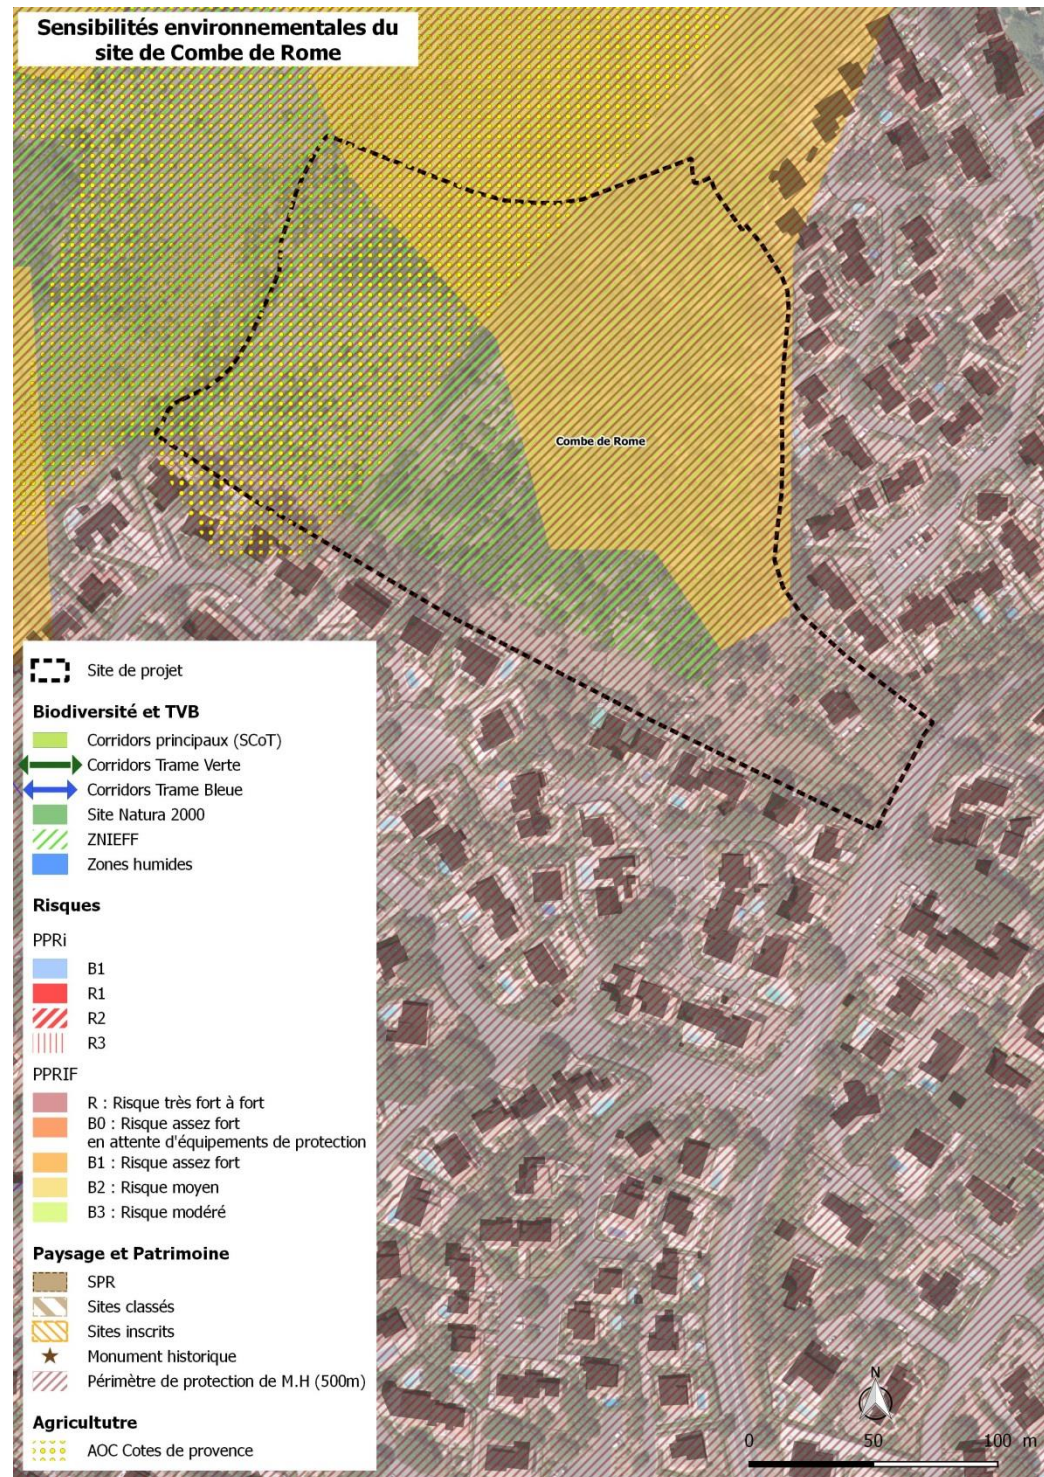 Sensibilités environnementales du
site de Combe de Rome
Combe de Rome
Site de projet
Biodiversité et TVB
Corridors principaux (SCoT)
Corridors Trame Verte
Corridors Trame Bleue
Site Natura 2000
ZNIEFF
Zones humides
Risques
PPRi
B1
R1
R2
R3
PPRIF
R : Risque très fort à fort
B0 : Risque assez fort
en attente d'équipements de protection
B1 : Risque assez fort
B2 : Risque moyen
B3 : Risque modéré
Paysage et Patrimoine
SPR
Sites classés
Sites inscrits
Monument historique
Périmètre de protection de M.H (500m)
Agricultutre
AOC Cotes de provence
N
0 50 100 m